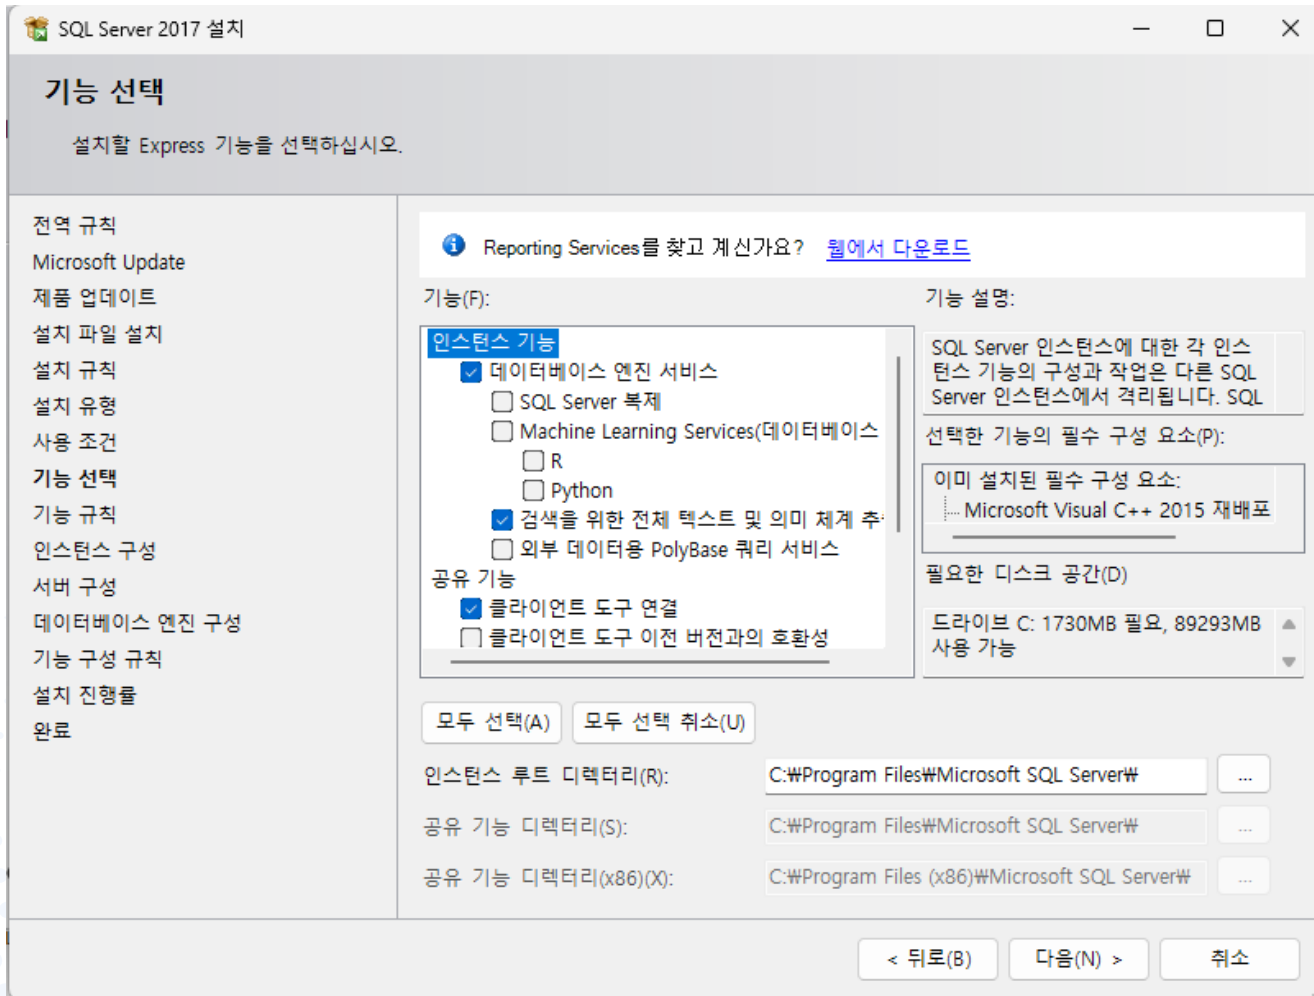 SQL Server 2017 설치
기능 선택
설치할 Express 기능을 선택하십시오.
전역 규칙
Microsoft Update
제품 업데이트
설치 파일 설치
설치 규칙
설치 유형
사용 조건
기능 선택
기능 규칙
인스턴스 구성
서버 구성
데이터베이스 엔진 구성
기능 구성 규칙
설치 진행률
완료
Reporting Services를 찾고 계신가요? 웹에서 다운로드
기능(F):
인스턴스 기능
데이터베이스 엔진 서비스
SQL Server 복제
Machine Learning Services(데이터베이스
R
Python
검색을 위한 전체 텍스트 및 의미 체계
외부 데이터용 PolyBase 쿼리 서비스
공유 기능
클라이언트 도구 연결
클라이언트 도구 이전 버전과의 호환성
기능 설명:
SQL Server 인스턴스에 대한 각 인스
턴스 기능의 구성과 작업은 다른 SQL
Server 인스턴스에서 격리됩니다. SQL
선택한 기능의 필수 구성 요소(P):
이미 설치된 필수 구성 요소:
Microsoft Visual C++ 2015 재배포
필요한 디스크 공간(D)
드라이브 C: 1730MB 필요, 89293MB
사용 가능
모두 선택(A) 모두 선택 취소(U)
인스턴스 루트 디렉터리(R): C:₩Program Files₩Microsoft SQL Server₩ ...
공유 기능 디렉터리(S): C:₩Program Files₩Microsoft SQL Server₩ ...
공유 기능 디렉터리(x86)(X): C:₩Program Files (x86)₩Microsoft SQL Server₩ ...
< 뒤로(B) 다음(N) > 취소